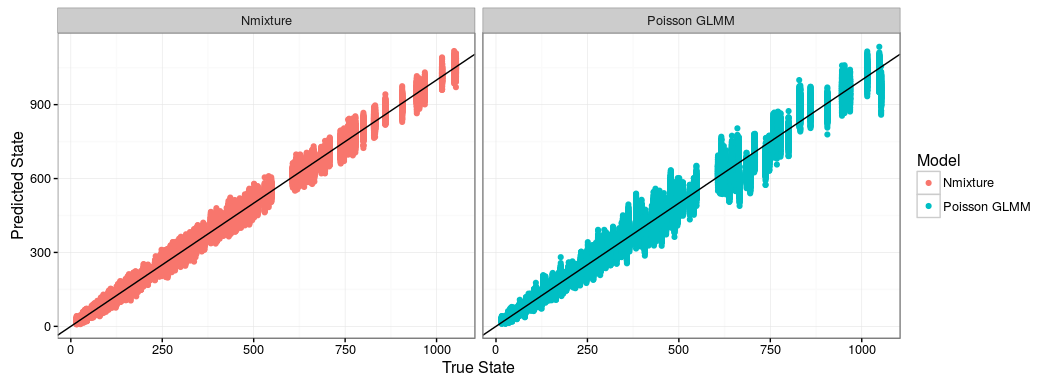 Nmixture
Poisson GLMM
Predicted State
900
600
300
0
0 250 500 750 1000
0 250 500 750 1000
True State
Model
Nmixture
Poisson GLMM